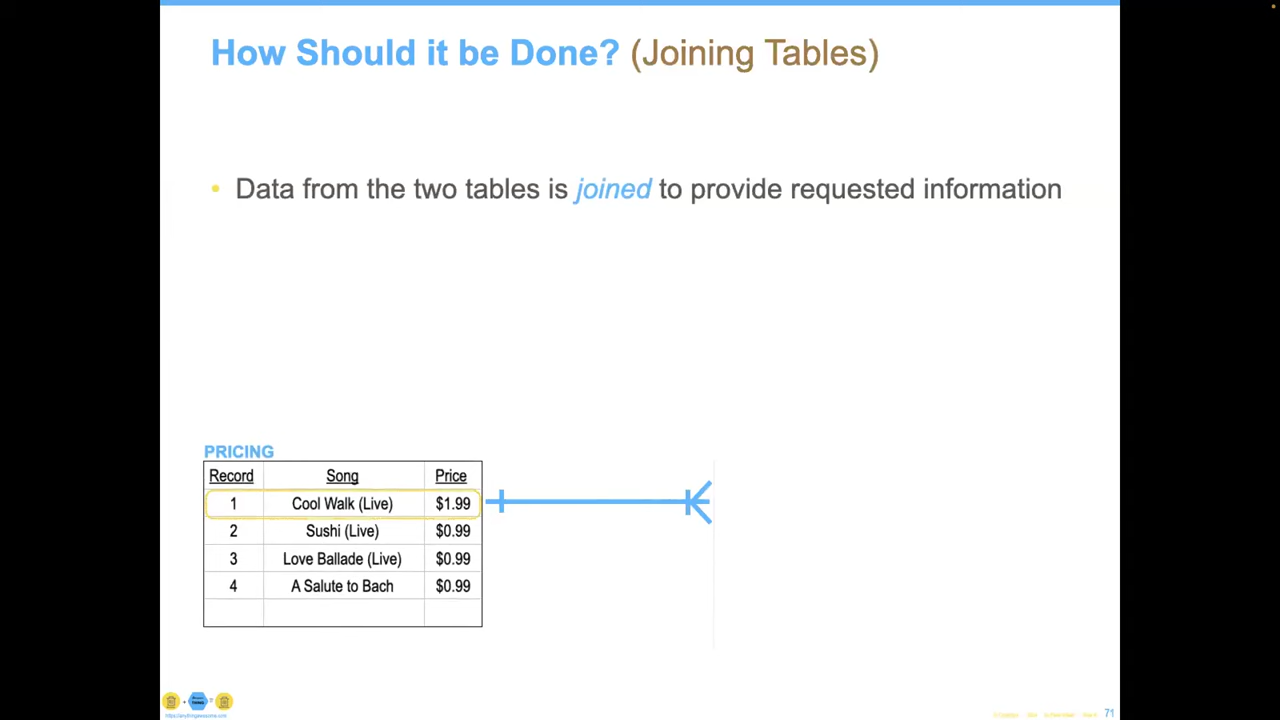 How Should it be Done? (Joining Tables)
• Data from the two tables is joined to provide requested information
PRICING
Record Song Price
1 Cool Walk (Live) $1.99
2 Sushi (Live) $0.99
3 Love Ballade (Live) $0.99
4 A Salute to Bach $0.99
71